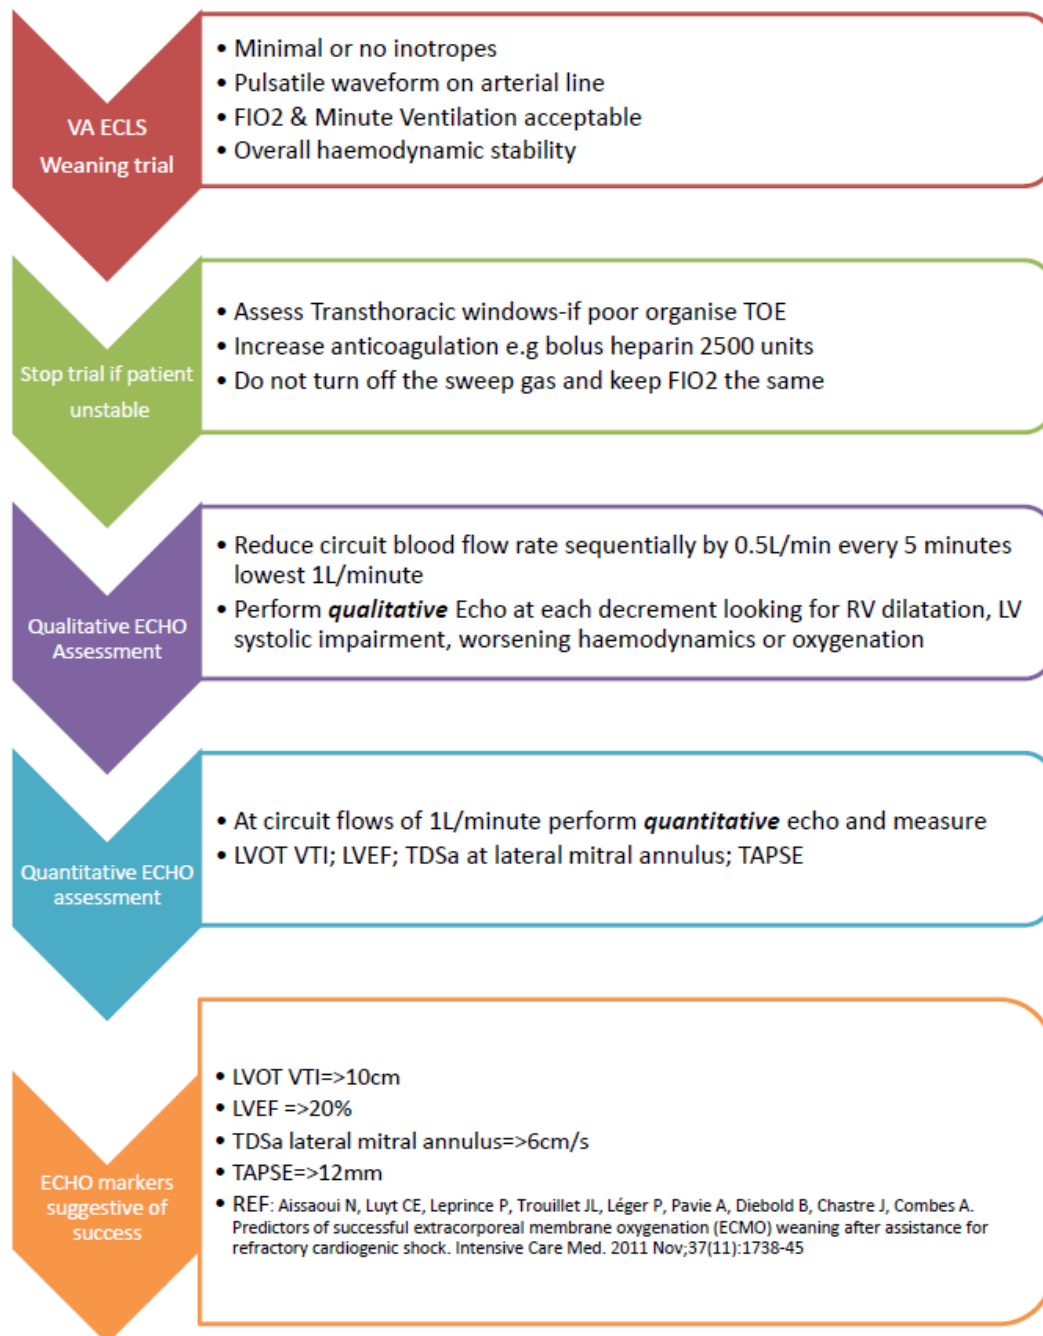 VA ECLS
Weaning trial
• Minimal or no inotropes
• Pulsatile waveform on arterial line
• FIO2 & Minute Ventilation acceptable
• Overall haemodynamic stability
Stop trial if patient
unstable
• Assess Transthoracic windows-if poor organise TOE
• Increase anticoagulation e.g bolus heparin 2500 units
• Do not turn off the sweep gas and keep FIO2 the same
Qualitative ECHO
Assessment
• Reduce circuit blood flow rate sequentially by 0.5L/min every 5 minutes
lowest 1L/minute
• Perform qualitative Echo at each decrement looking for RV dilatation, LV
systolic impairment, worsening haemodynamics or oxygenation
Quantitative ECHO
assessment
• At circuit flows of 1L/minute perform quantitative echo and measure
• LVOT VTI; LVEF; TDSa at lateral mitral annulus; TAPSE
ECHO markers
suggestive of
success
• LVOT VTI=>10cm
• LVEF =>20%
• TDSa lateral mitral annulus=>6cm/s
• TAPSE=>12mm
• REF: Aissaoui N, Luyt CE, Leprince P, Trouillet JL, Léger P, Pavie A, Diebold B, Chastre J, Combes A.
Predictors of successful extracorporeal membrane oxygenation (ECMO) weaning after assistance for
refractory cardiogenic shock. Intensive Care Med. 2011 Nov;37(11):1738-45